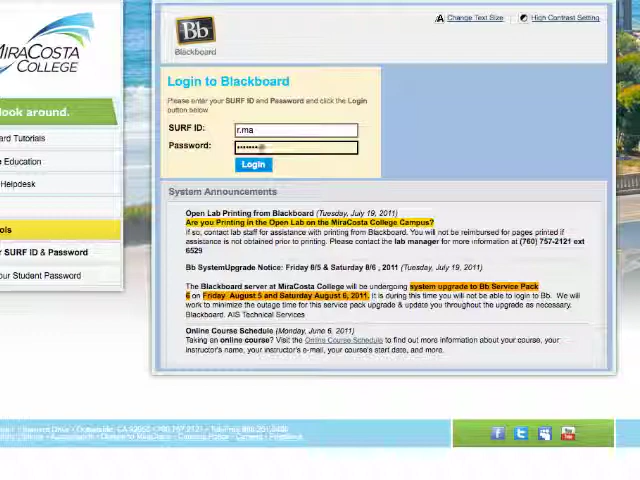 Bb
Blackboard
Change Text Size
High Contrast Setting
MIRACOSTA
COLLEGE
look around.
Login to Blackboard
Please enter your SURF ID and Password and click the Login
button below.
SURF ID:
r.ma
Password:
Login
ard Tutorials
Education
Helpdesk
ols
SURF ID & Password
our Student Password
System Announcements
Open Lab Printing from Blackboard (Tuesday, July 19, 2011)
Are you Printing in the Open Lab on the MiraCosta College Campus?
If so, contact lab staff for assistance with printing from Blackboard. You will not be reimbursed for pages printed if
assistance is not obtained prior to printing. Please contact the lab manager for more information at (760) 757-2121 ext
6529
Bb SystemUpgrade Notice: Friday 8/5 & Saturday 8/6 , 2011 (Tuesday, July 19, 2011)
The Blackboard server at MiraCosta College will be undergoing system upgrade to Bb Service Pack
6 on Friday, August 5 and Saturday August 6, 2011. It is during this time you will not be able to login to Bb. We will
work to minimize the outage time for this service pack upgrade & update you throughout the upgrade as necessary.
Blackboard. AIS Technical Services
Online Course Schedule (Monday, June 6, 2011)
Taking an online course? Visit the Online Course Schedule to find out more information about your course, your
instructor's name, your instructor's e-mail, your course's start date, and more.